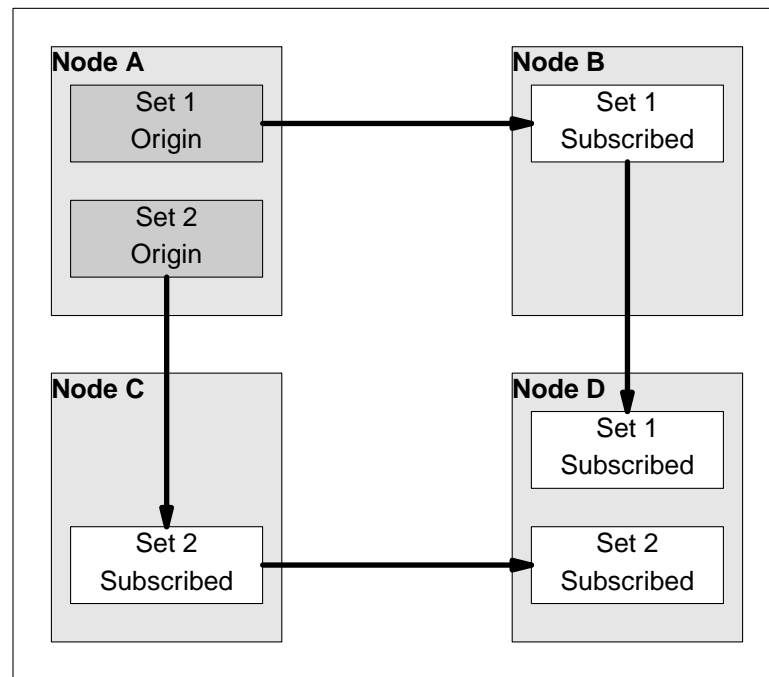 Node A
Set 1
Origin
Set 2
Origin
Node B
Set 1
Subscribed
Node C
Set 2
Subscribed
Node D
Set 1
Subscribed
Set 2
Subscribed